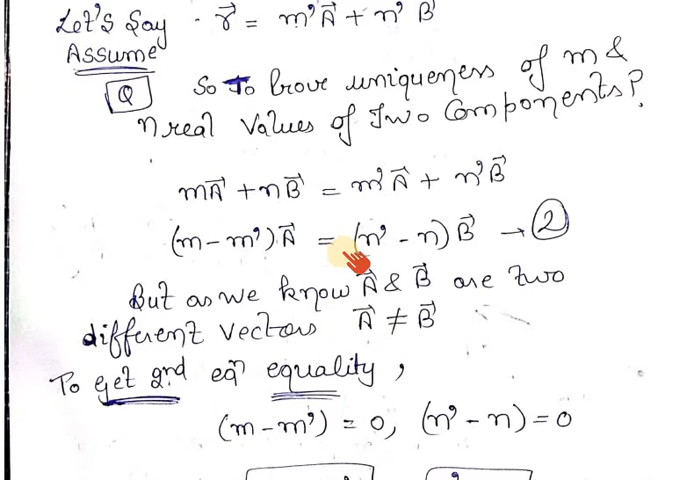 Let's Say r⃗ = m'A⃗ + n' B⃗
Assume
Q So To Prove uniqueness of m &
n real Values of Two Components?
mA⃗ + nB⃗ = m'A⃗ + n'B⃗
(m - m')A⃗ = (n' - n)B⃗ → ②
But as we know A⃗ & B⃗ are two
different vectors A⃗ ≠ B⃗
To get 2nd eqn equality,
(m - m') = 0, (n' - n) = 0